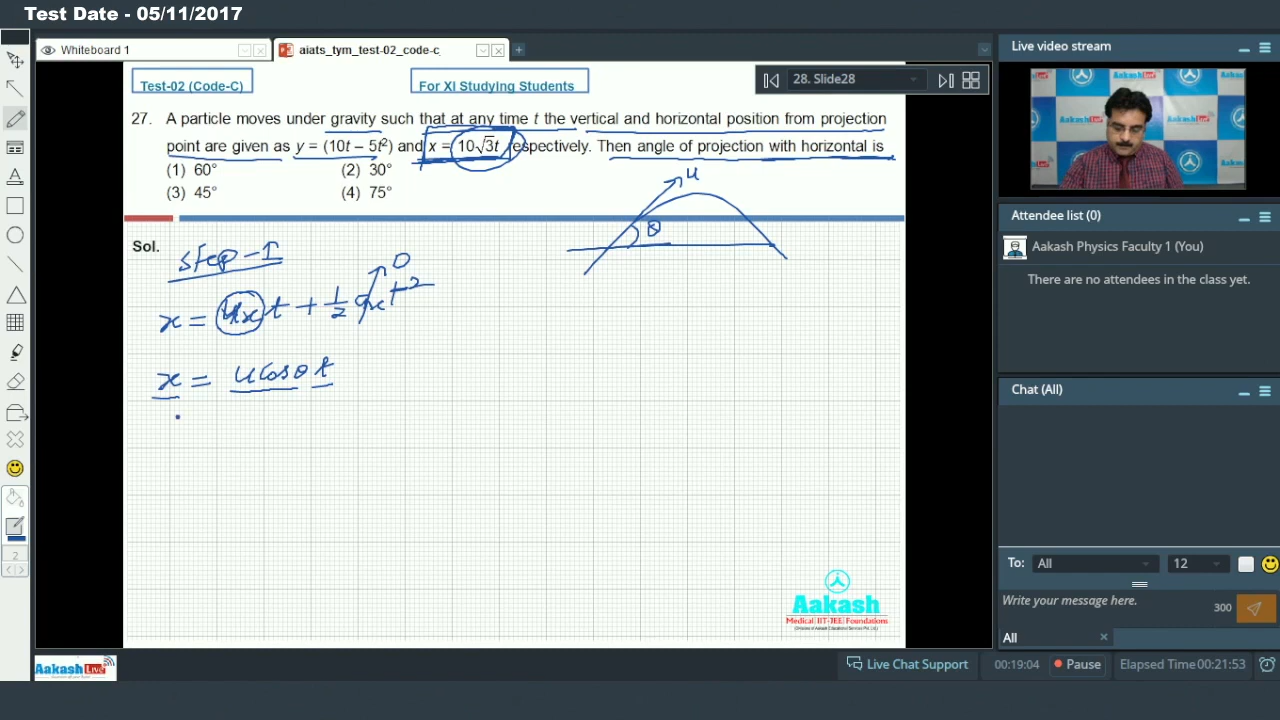 Test Date - 05/11/2017
Whiteboard 1
aiats_tym_test-02_code-c
Live video stream
Test-02 (Code-C)
For XI Studying Students
28. Slide28
27. A particle moves under gravity such that at any time t the vertical and horizontal position from projection
point are given as y = (10t – 5t²) and x = 10√3t respectively. Then angle of projection with horizontal is
(1) 60° (2) 30°
(3) 45° (4) 75°
u
θ
Sol.
Step-I
0
x = uxt + 1/2 axt²
x = ucosθ t
Aakash
Medical | IIT-JEE | Foundations
Attendee list (0)
Aakash Physics Faculty 1 (You)
There are no attendees in the class yet.
Chat (All)
To: All 12
Write your message here. 300
All
2
Aakash Live
Live Chat Support
00:19:04 Pause Elapsed Time 00:21:53